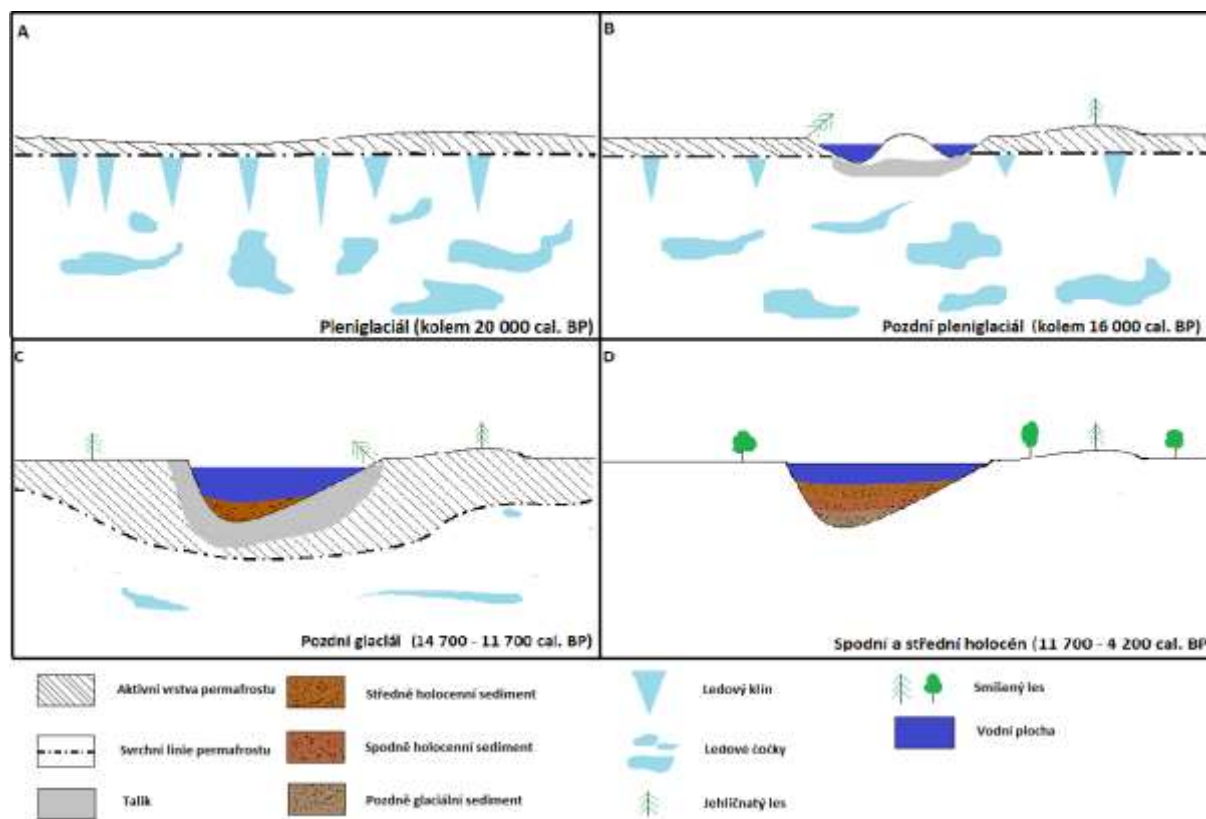 A
B
Pleniglaciál (kolem 20 000 cal. BP)
Pozdní pleniglaciál (kolem 16 000 cal. BP)
C
D
Pozdní glaciál (14 700 - 11 700 cal. BP)
Spodní a střední holocén (11 700 - 4 200 cal. BP)
Aktivní vrstva permafrostu
Středně holocenní sediment
Ledový klín
Smíšený les
Svrchní linie permafrostu
Spodně holocenní sediment
Ledové čočky
Vodní plocha
Talik
Pozdně glaciální sediment
Jehličnatý les